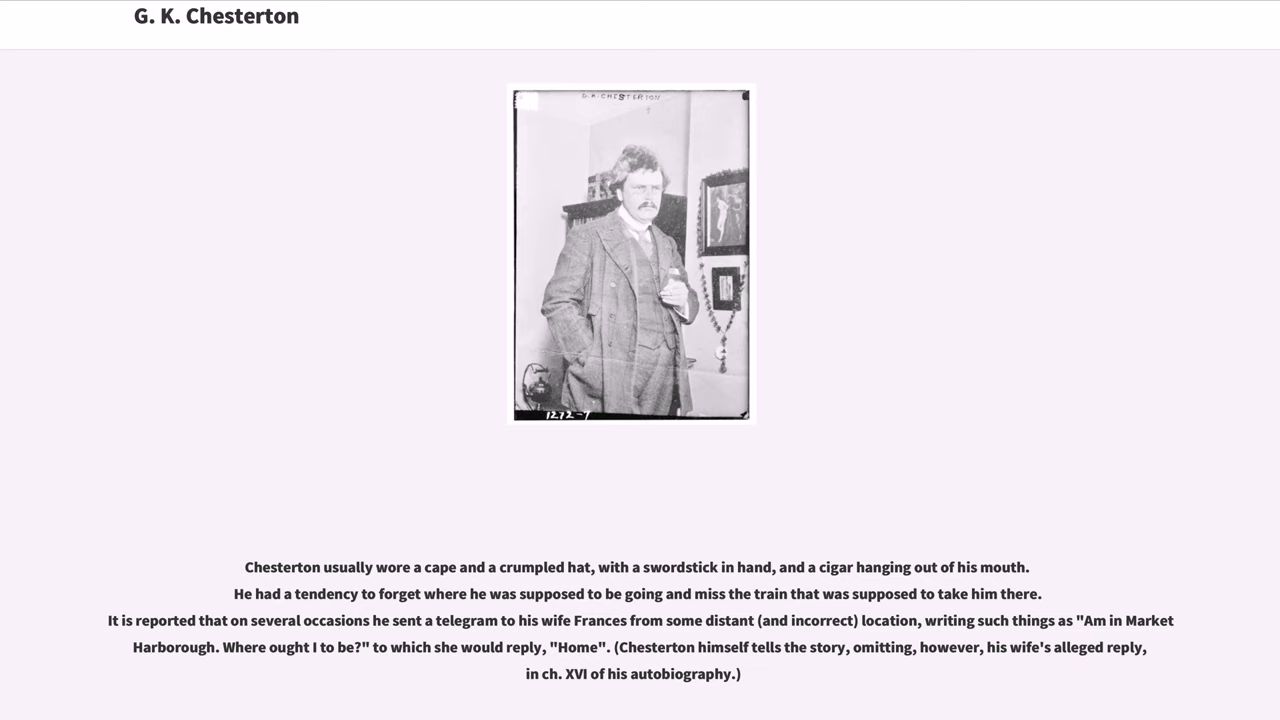 G. K. Chesterton
G. K. CHESTERTON
1272-7
Chesterton usually wore a cape and a crumpled hat, with a swordstick in hand, and a cigar hanging out of his mouth.
He had a tendency to forget where he was supposed to be going and miss the train that was supposed to take him there.
It is reported that on several occasions he sent a telegram to his wife Frances from some distant (and incorrect) location, writing such things as "Am in Market
Harborough. Where ought I to be?" to which she would reply, "Home". (Chesterton himself tells the story, omitting, however, his wife's alleged reply,
in ch. XVI of his autobiography.)